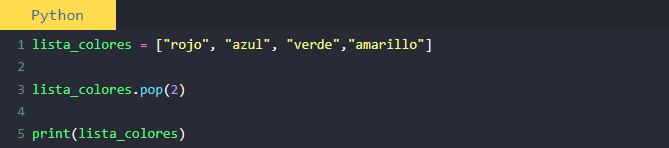 Python
1 lista_colores = ["rojo", "azul", "verde","amarillo"]
2
3 lista_colores.pop(2)
4
5 print(lista_colores)